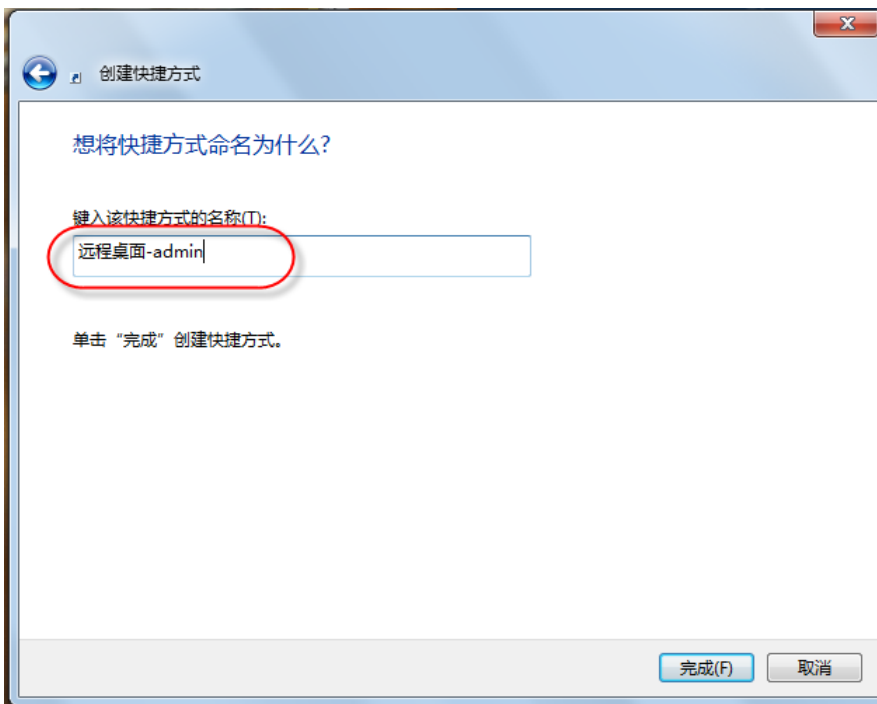 创建快捷方式
想将快捷方式命名为什么?
键入该快捷方式的名称(T):
远程桌面-admin
单击“完成”创建快捷方式。
完成(F)
取消